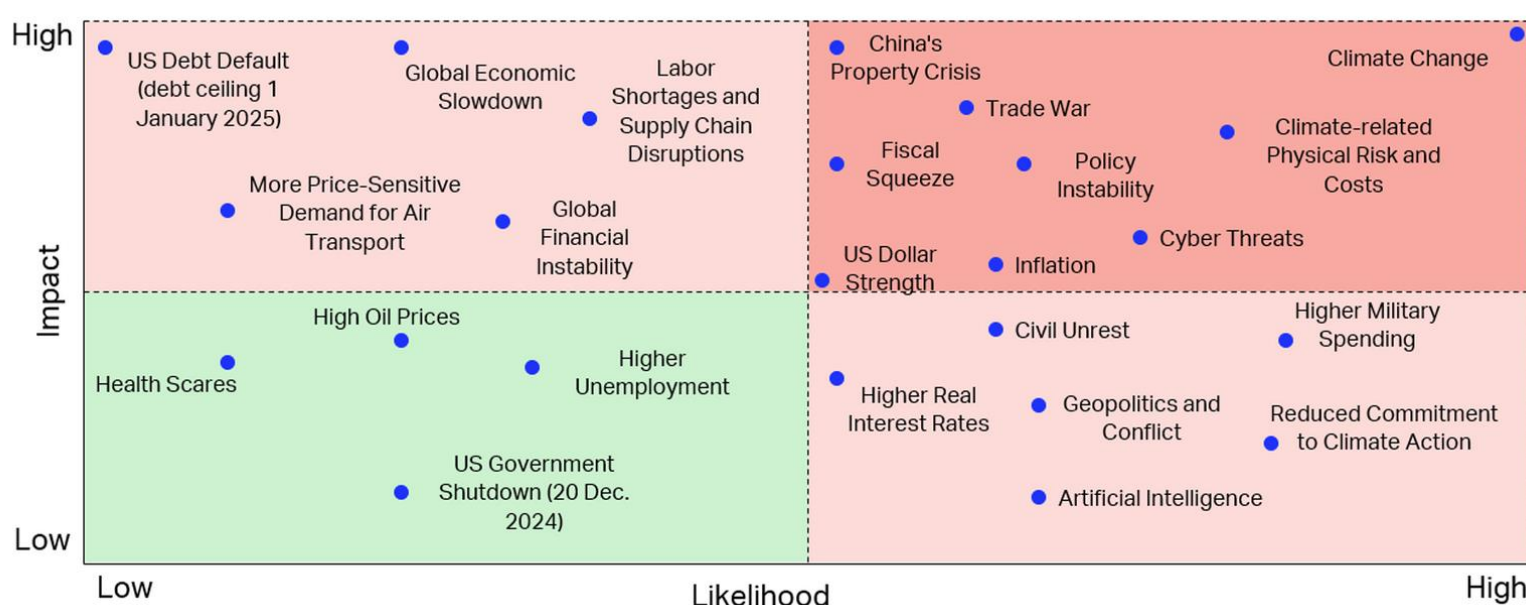 High
US Debt Default
(debt ceiling 1
January 2025)
Global Economic
Slowdown
Labor
Shortages and
Supply Chain
Disruptions
More Price-Sensitive
Demand for Air
Transport
Global
Financial
Instability
China's
Property Crisis
Climate Change
Trade War
Climate-related
Physical Risk and
Costs
Fiscal
Squeeze
Policy
Instability
Cyber Threats
US Dollar
Strength
Inflation
Impact
High Oil Prices
Health Scares
Higher
Unemployment
US Government
Shutdown (20 Dec.
2024)
Civil Unrest
Higher Military
Spending
Higher Real
Interest Rates
Geopolitics and
Conflict
Reduced Commitment
to Climate Action
Artificial Intelligence
Low
Low
Likelihood
High